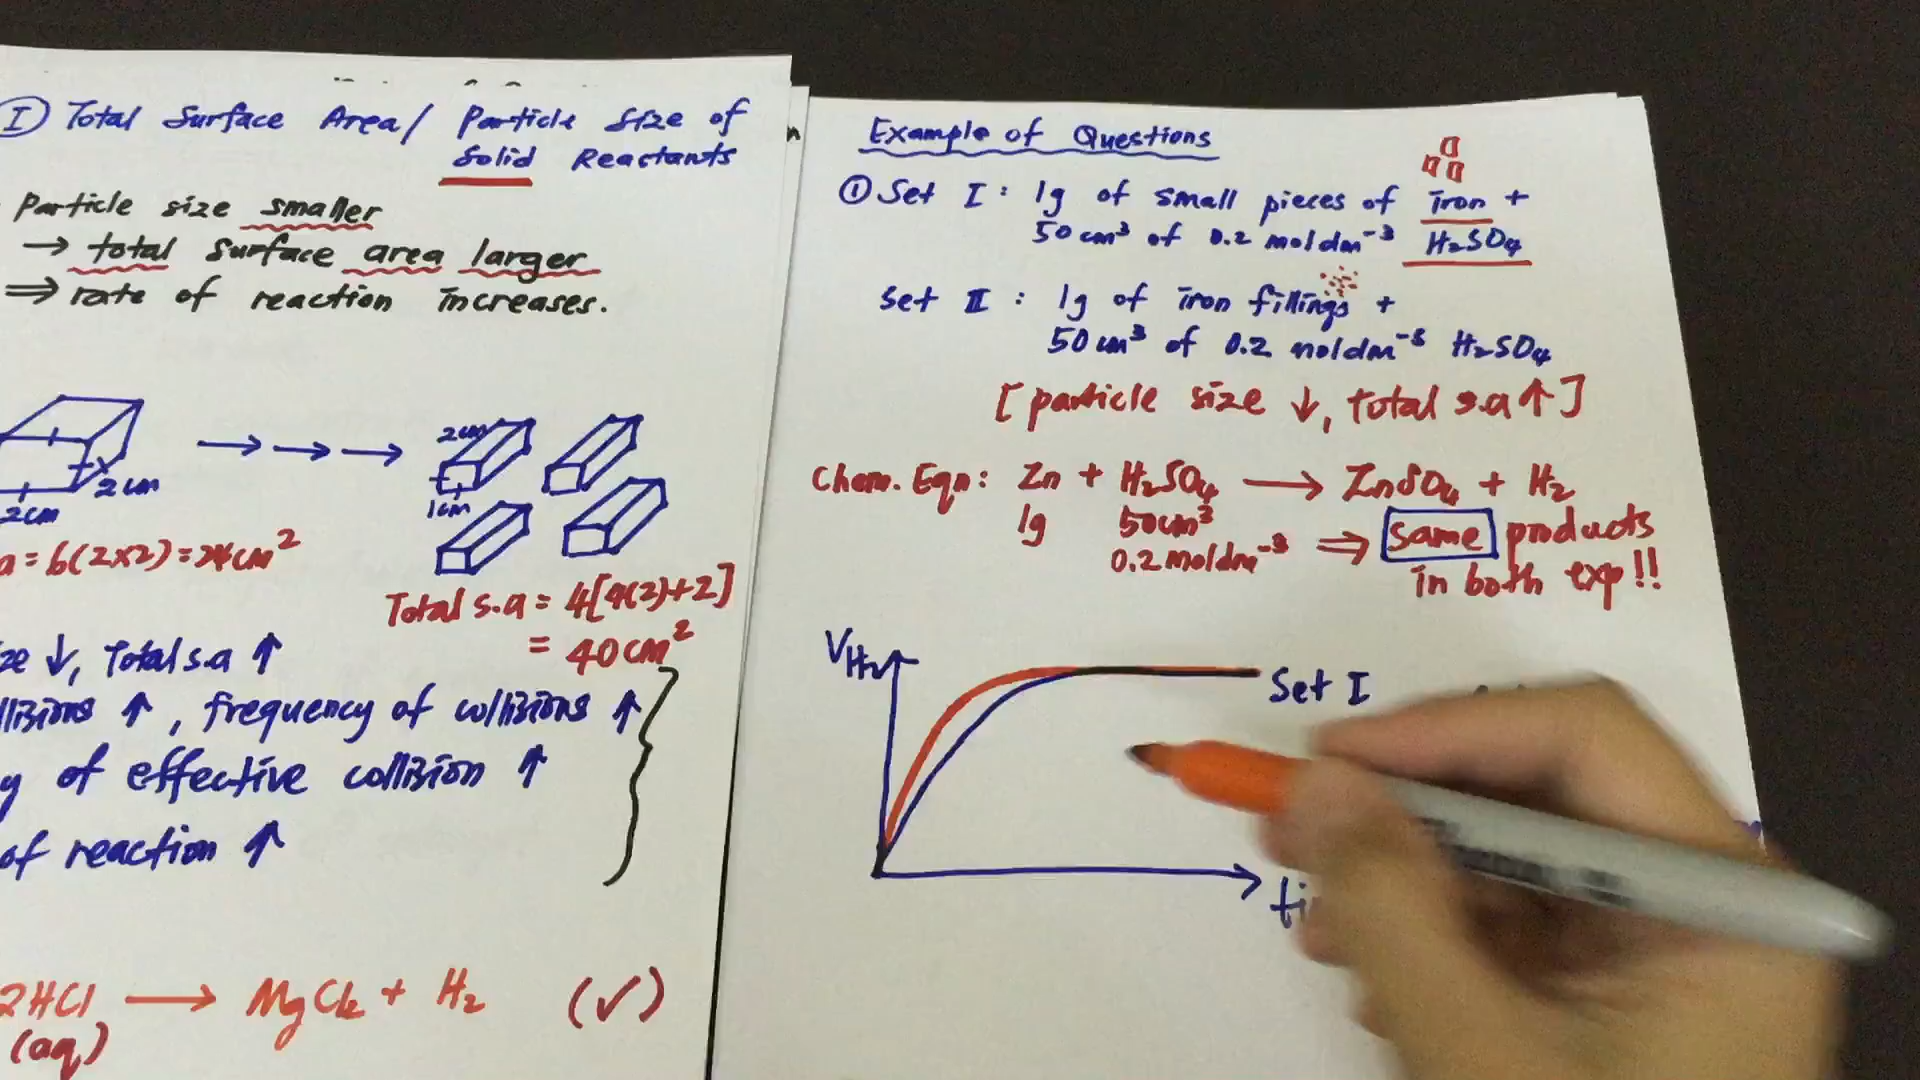 I Total Surface Area/ Particle Size of
Solid Reactants
Particle size smaller
→ total surface area larger
⇒ rate of reaction increases.
2cm
2cm
2cm
1cm
a = 6(2×2) = 24cm²
Total s.a = 4[4(2)+2]
= 40cm²
ze ↓, Total s.a ↑
llisions ↑, frequency of collisions ↑
y of effective collision ↑
of reaction ↑
2HCl → MgCl₂ + H₂ (✓)
(aq)
Example of Questions
① Set I : 1g of small pieces of iron +
50cm³ of 0.2 moldm⁻³ H₂SO₄
Set II : 1g of iron fillings +
50cm³ of 0.2 moldm⁻³ H₂SO₄
[particle size ↓, Total s.a ↑]
Chem. Eqn: Zn + H₂SO₄ → ZnSO₄ + H₂
1g 50cm³
0.2 moldm⁻³ ⇒ same products
in both exp!!
V H₂
Set I